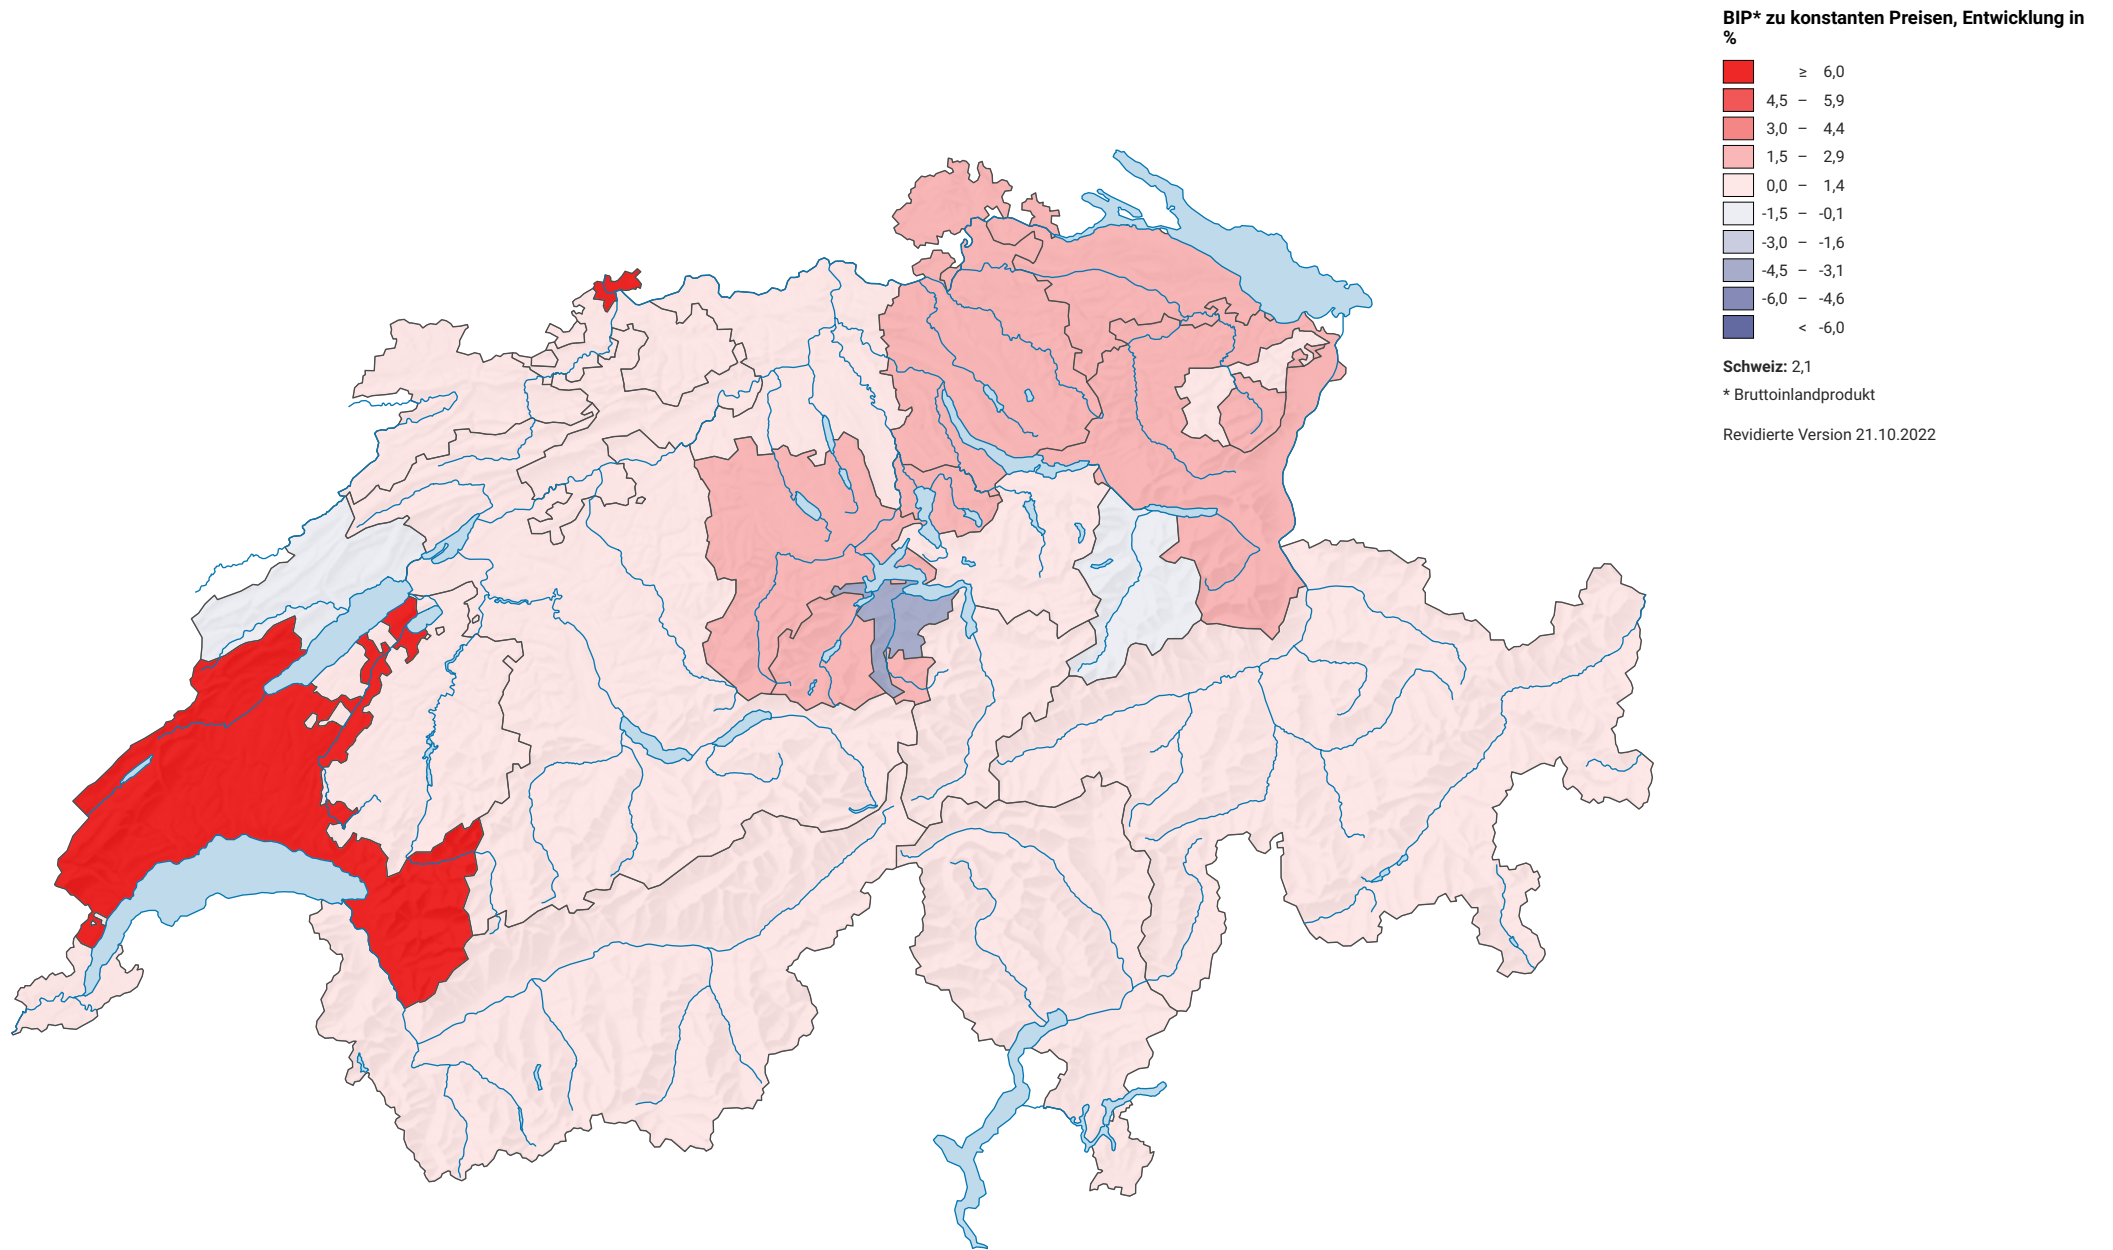 BIP* zu konstanten Preisen, Entwicklung in
%
≥ 6,0
4,5 – 5,9
3,0 – 4,4
1,5 – 2,9
0,0 – 1,4
-1,5 – -0,1
-3,0 – -1,6
-4,5 – -3,1
-6,0 – -4,6
< -6,0
Schweiz: 2,1
* Bruttoinlandprodukt
Revidierte Version 21.10.2022